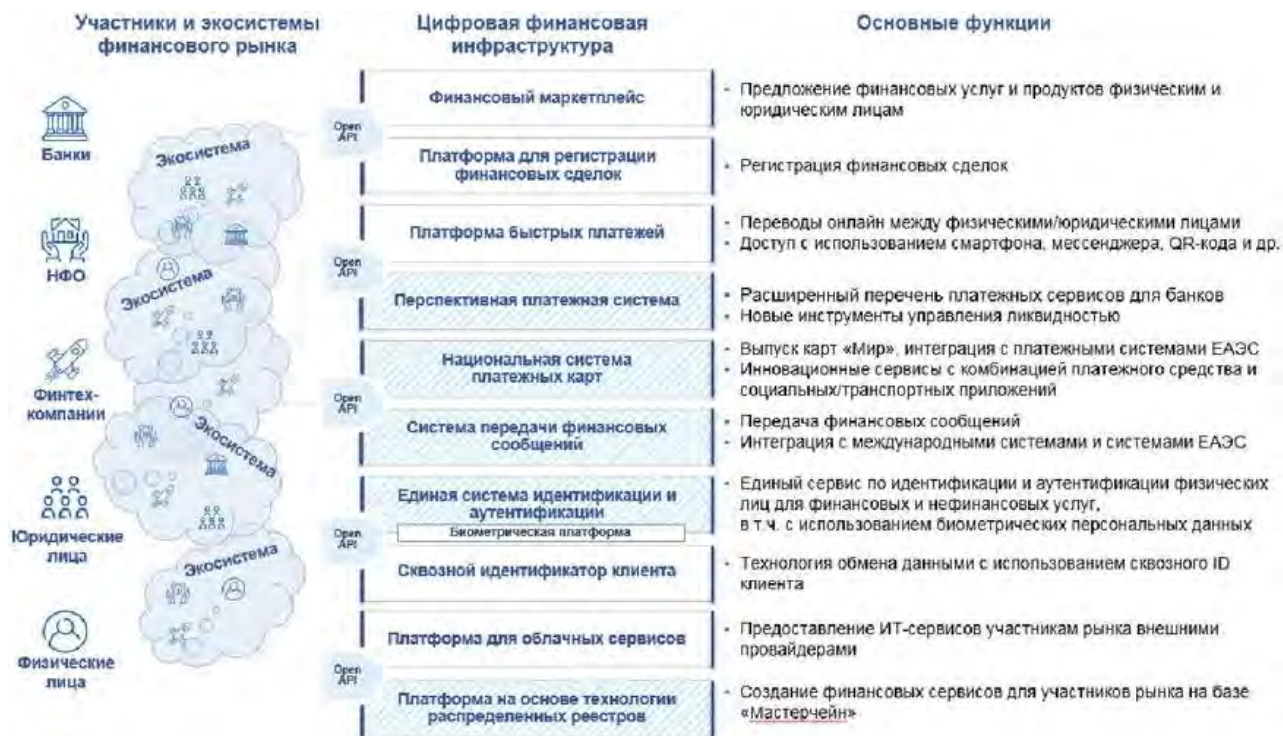 Участники и экосистемы
финансового рынка
Цифровая финансовая
инфраструктура
Основные функции
Банки
НФО
Финтех-
компании
Юридические
лица
Физические
лица
Экосистема
Экосистема
Экосистема
Экосистема
Open
API
Финансовый маркетплейс
- Предложение финансовых услуг и продуктов физическим и
юридическим лицам
Платформа для регистрации
финансовых сделок
- Регистрация финансовых сделок
Open
API
Платформа быстрых платежей
- Переводы онлайн между физическими/юридическими лицами
- Доступ с использованием смартфона, мессенджера, QR-кода и др.
Перспективная платежная система
- Расширенный перечень платежных сервисов для банков
- Новые инструменты управления ликвидностью
Open
API
Национальная система
платежных карт
- Выпуск карт «Мир», интеграция с платежными системами ЕАЭС
- Инновационные сервисы с комбинацией платежного средства и
социальных/транспортных приложений
Система передачи финансовых
сообщений
- Передача финансовых сообщений
- Интеграция с международными системами и системами ЕАЭС
Open
API
Единая система идентификации и
аутентификации
Биометрическая платформа
- Единый сервис по идентификации и аутентификации физических
лиц для финансовых и нефинансовых услуг,
в т.ч. с использованием биометрических персональных данных
Сквозной идентификатор клиента
- Технология обмена данными с использованием сквозного ID
клиента
Open
API
Платформа для облачных сервисов
- Предоставление ИТ-сервисов участникам рынка внешними
провайдерами
Платформа на основе технологии
распределенных реестров
- Создание финансовых сервисов для участников рынка на базе
«Мастерчейн»